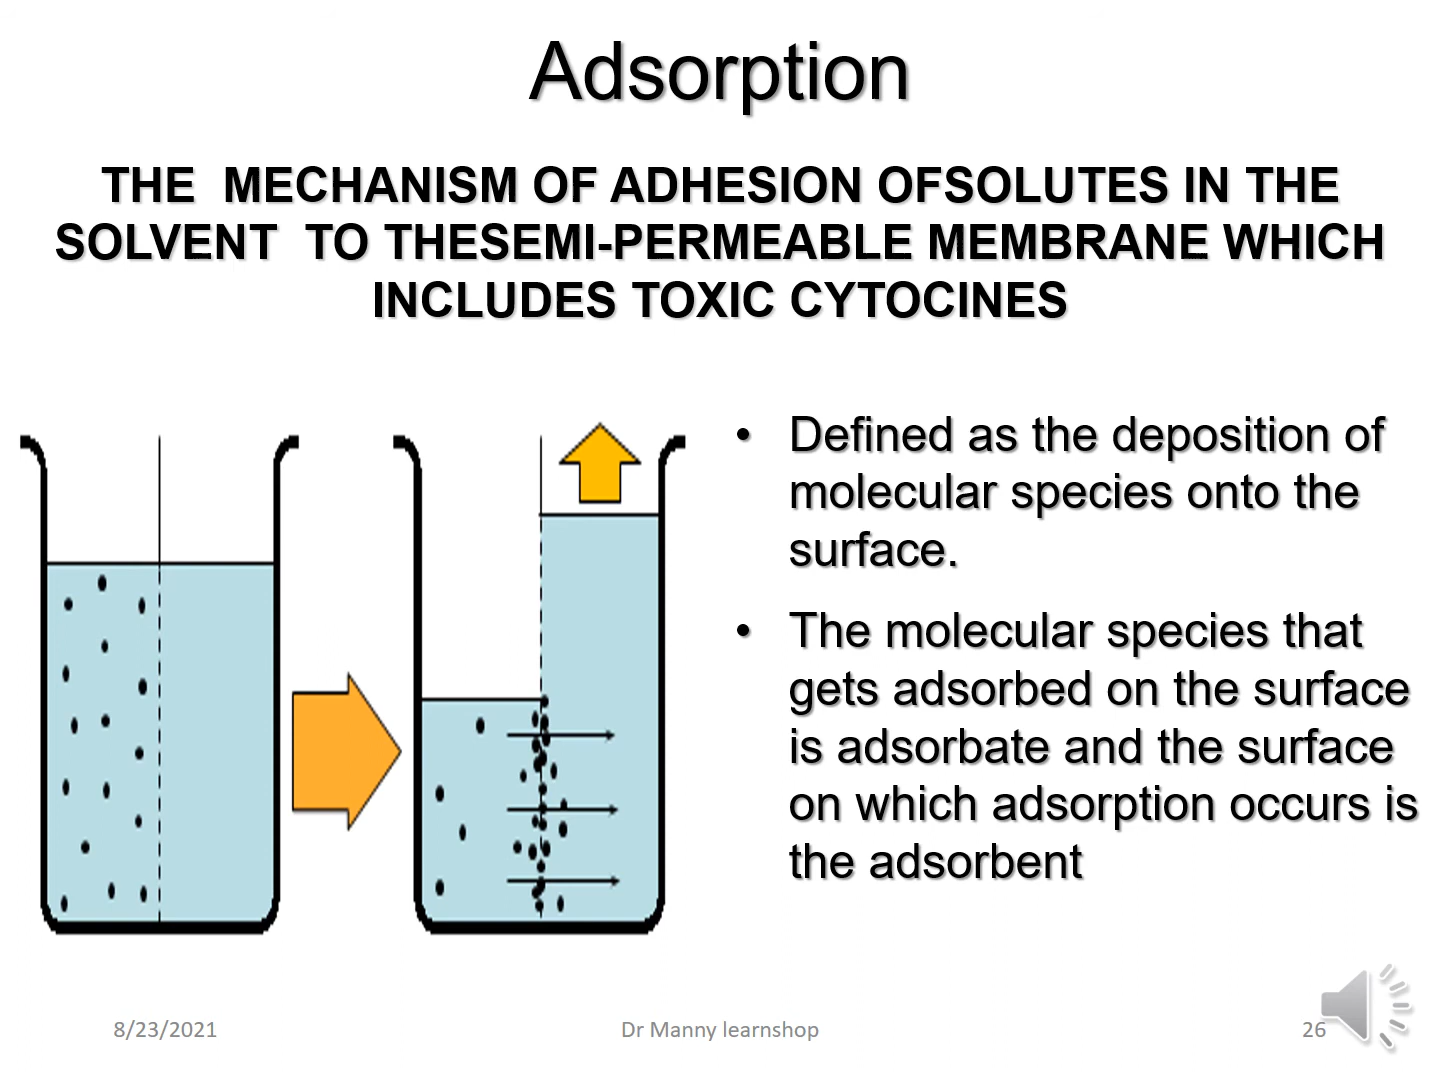 Adsorption
THE MECHANISM OF ADHESION OFSOLUTES IN THE
SOLVENT TO THESEMI-PERMEABLE MEMBRANE WHICH
INCLUDES TOXIC CYTOCINES
• Defined as the deposition of
molecular species onto the
surface.
• The molecular species that
gets adsorbed on the surface
is adsorbate and the surface
on which adsorption occurs is
the adsorbent
8/23/2021
Dr Manny learnshop
26